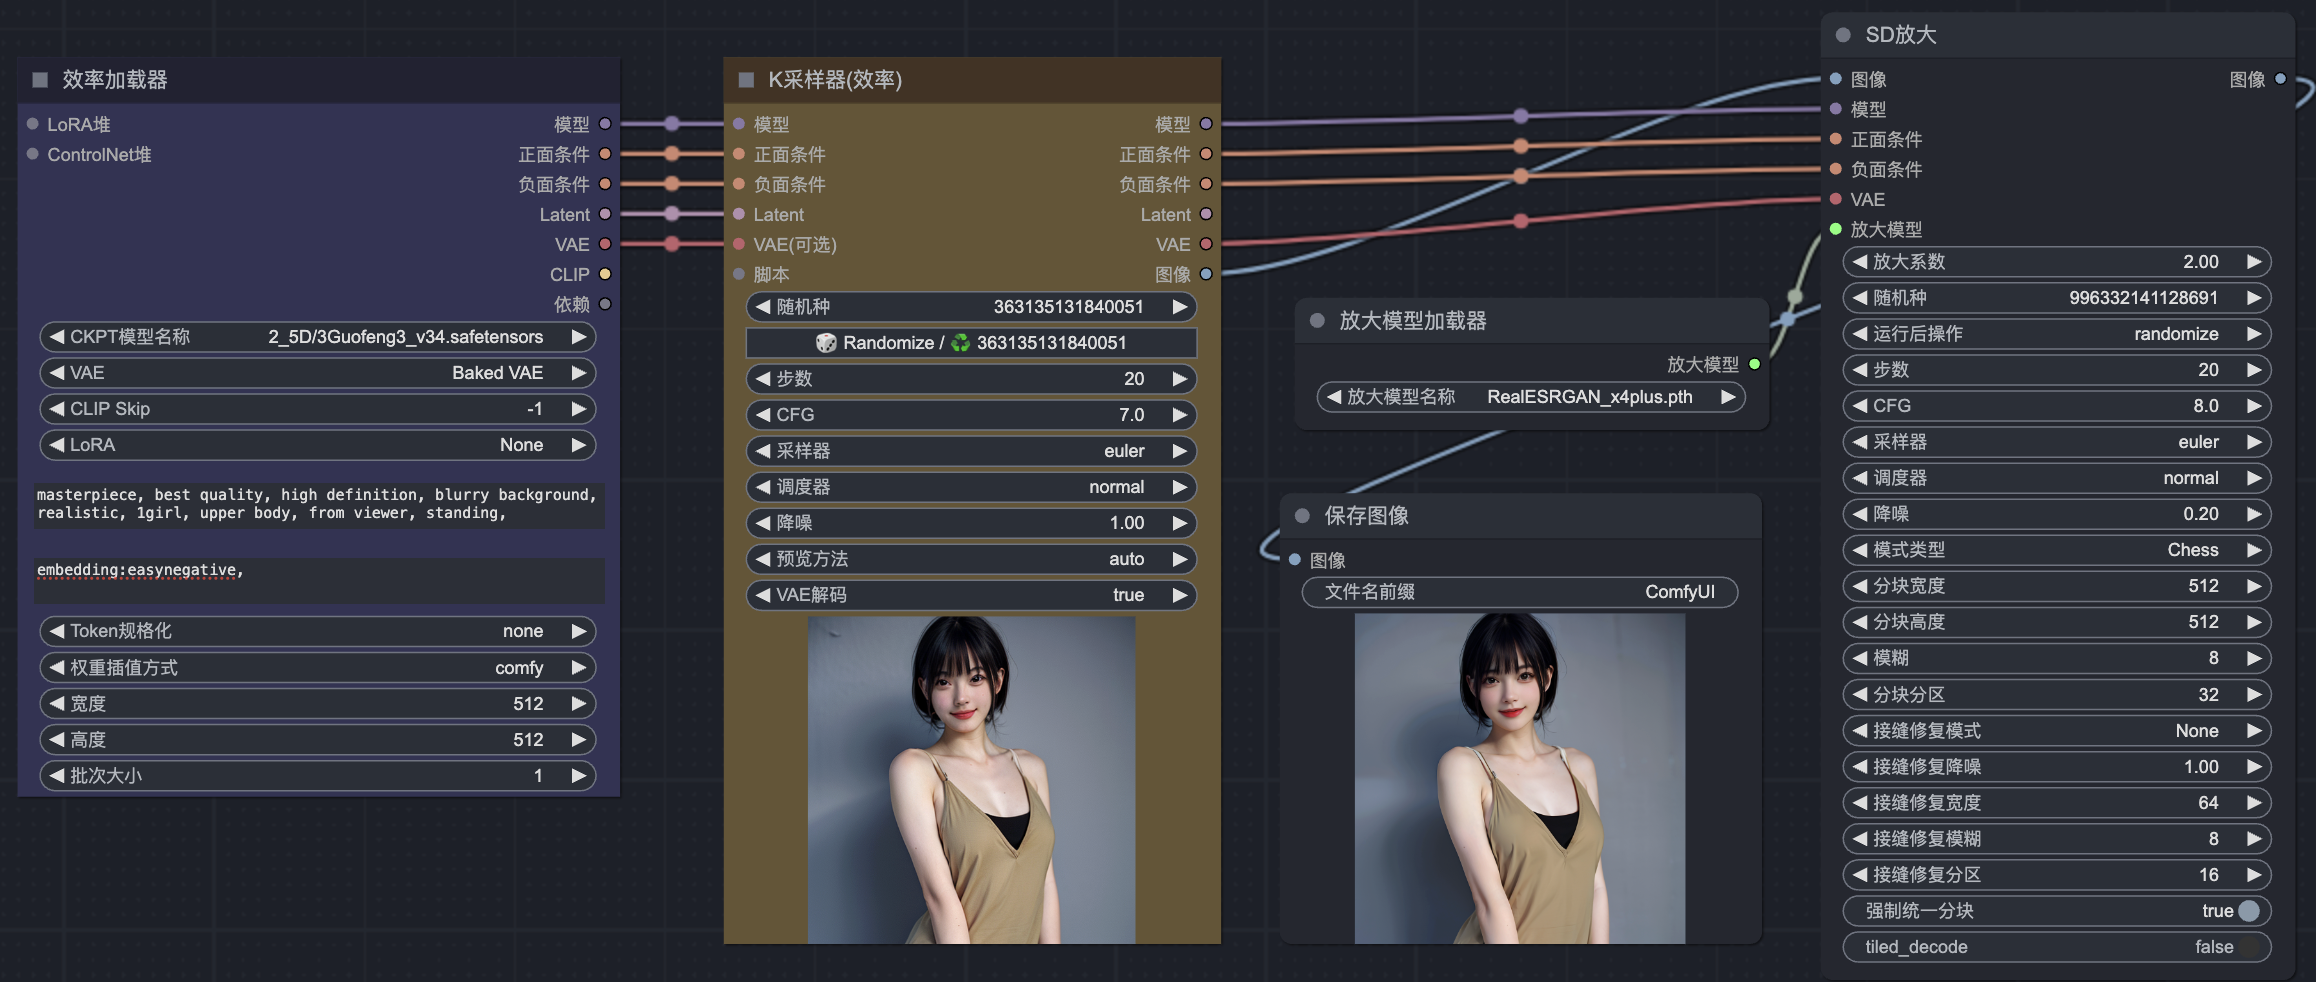 效率加载器
LoRA堆
模型
ControlNet堆
正面条件
负面条件
Latent
VAE
CLIP
依赖
CKPT模型名称 2_5D/3Guofeng3_v34.safetensors
VAE Baked VAE
CLIP Skip -1
LoRA None
masterpiece, best quality, high definition, blurry background,
realistic, 1girl, upper body, from viewer, standing,
embedding:easynegative,
Token规格化 none
权重插值方式 comfy
宽度 512
高度 512
批次大小 1
K采样器(效率)
模型 模型
正面条件 正面条件
负面条件 负面条件
Latent Latent
VAE(可选) VAE
脚本 图像
随机种 363135131840051
Randomize / 363135131840051
步数 20
CFG 7.0
采样器 euler
调度器 normal
降噪 1.00
预览方法 auto
VAE解码 true
放大模型加载器
放大模型
放大模型名称 RealESRGAN_x4plus.pth
保存图像
图像
文件名前缀 ComfyUI
SD放大
图像 图像
模型
正面条件
负面条件
VAE
放大模型
放大系数 2.00
随机种 996332141128691
运行后操作 randomize
步数 20
CFG 8.0
采样器 euler
调度器 normal
降噪 0.20
模式类型 Chess
分块宽度 512
分块高度 512
模糊 8
分块分区 32
接缝修复模式 None
接缝修复降噪 1.00
接缝修复宽度 64
接缝修复模糊 8
接缝修复分区 16
强制统一分块 true
tiled_decode false